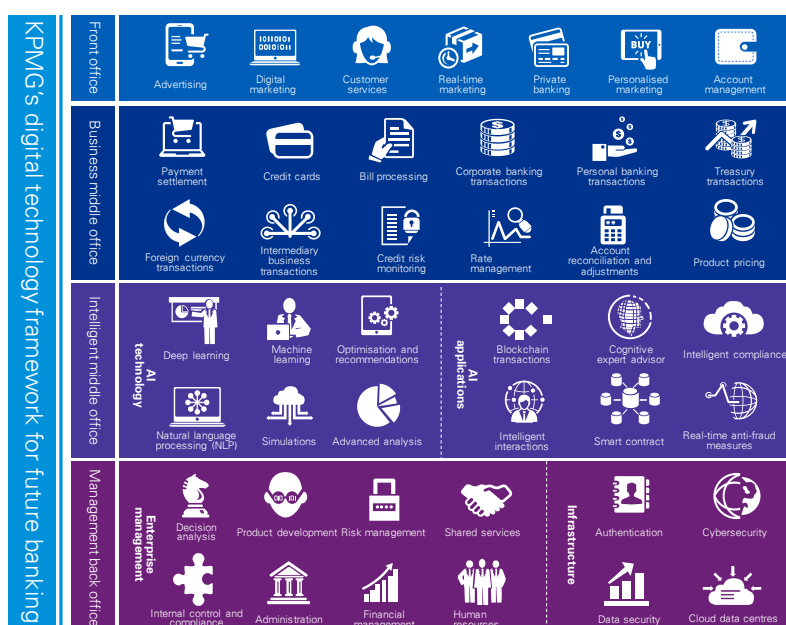 KPMG's digital technology framework for future banking
Front office
Advertising
Digital
marketing
Customer
services
Real-time
marketing
Private
banking
BUY
Personalised
marketing
Account
management
1011010
0010101
Business middle office
Payment
settlement
Credit cards
Bill processing
Corporate banking
transactions
Personal banking
transactions
Treasury
transactions
Foreign currency
transactions
Intermediary
business
transactions
Credit risk
monitoring
Rate
management
Account
reconciliation and
adjustments
Product pricing
Intelligent middle office
AI
technology
Deep learning
Machine
learning
Optimisation and
recommendations
Natural language
processing (NLP)
Simulations
Advanced analysis
AI
applications
Blockchain
transactions
Cognitive
expert advisor
Intelligent compliance
Intelligent
interactions
Smart contract
Real-time anti-fraud
measures
Management back office
Enterprise
management
Decision
analysis
Product development
Risk management
Shared services
Internal control and
compliance
Administration
Financial
management
Human
resources
Infrastructure
Authentication
Cybersecurity
Data security
Cloud data centres